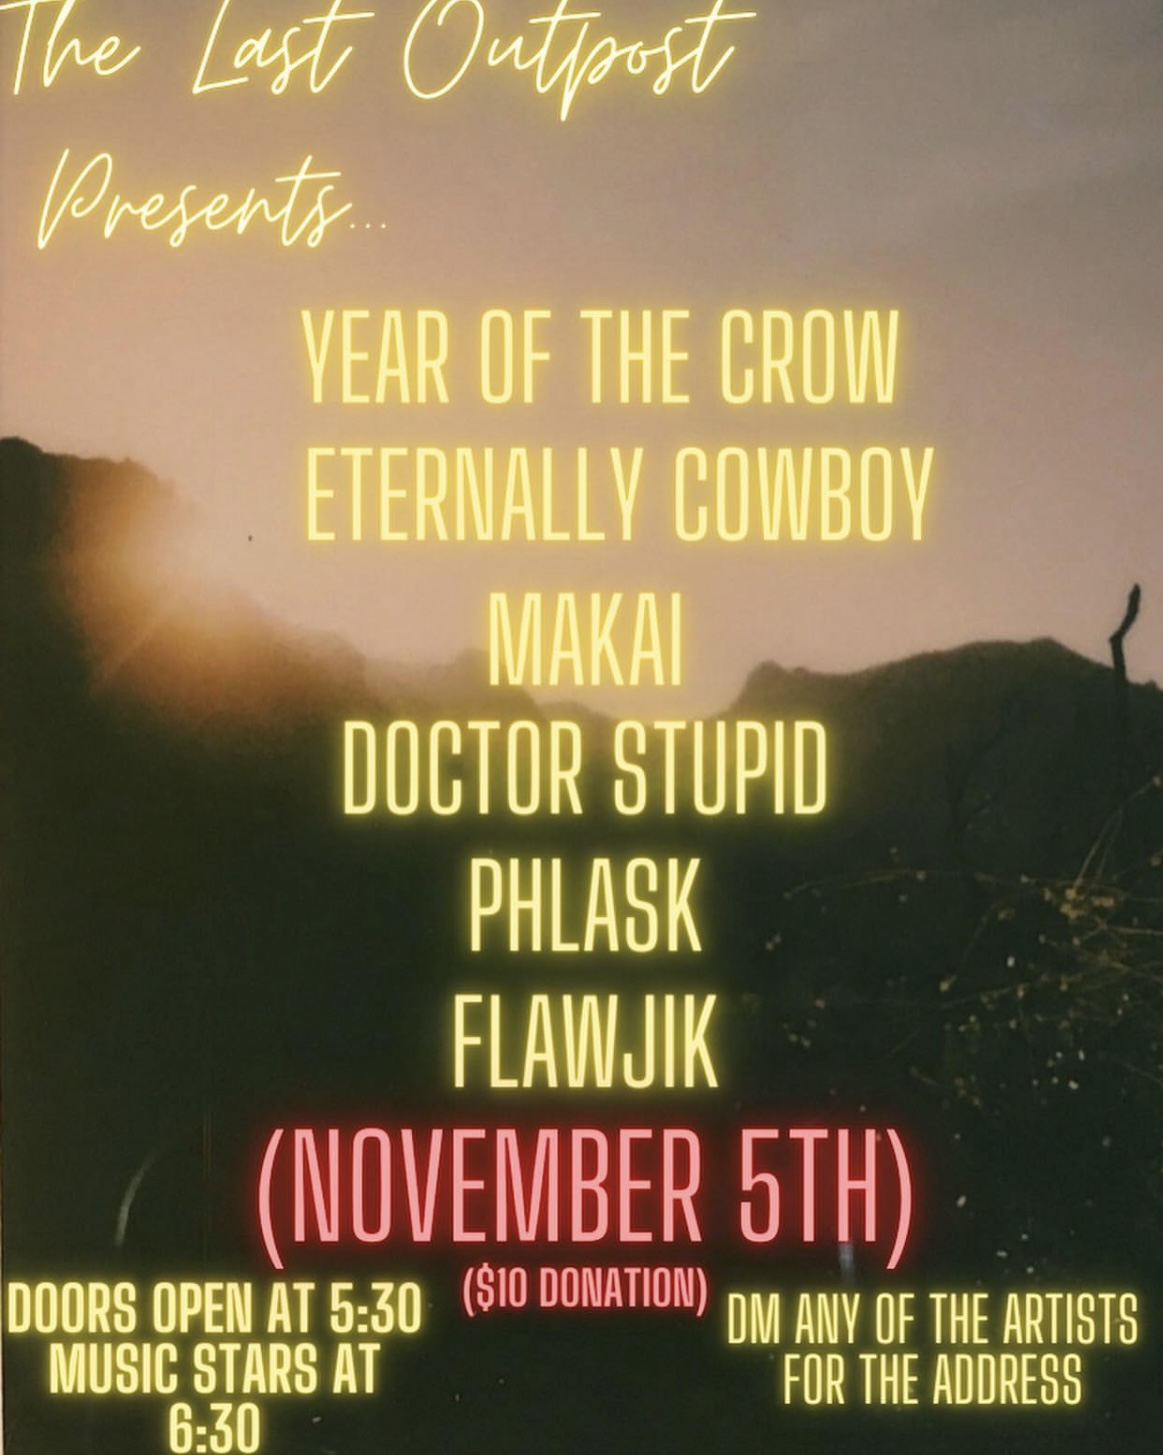 The Last Outpost
Presents...
YEAR OF THE CROW
ETERNALLY COWBOY
MAKAI
DOCTOR STUPID
PHLASK
FLAWJIK
(NOVEMBER 5TH)
($10 DONATION)
DOORS OPEN AT 5:30
MUSIC STARS AT
6:30
DM ANY OF THE ARTISTS
FOR THE ADDRESS